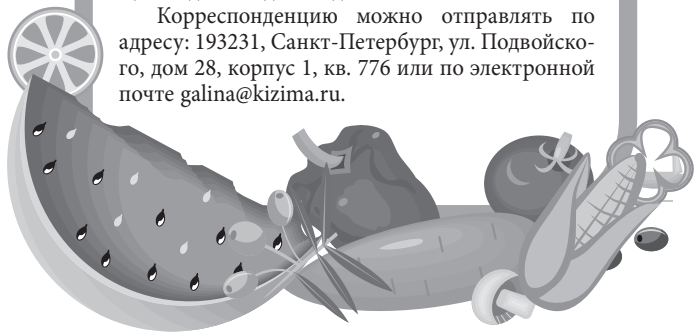 Корреспонденцию можно отправлять по
адресу: 193231, Санкт-Петербург, ул. Подвойско-
го, дом 28, корпус 1, кв. 776 или по электронной
почте galina@kizima.ru.